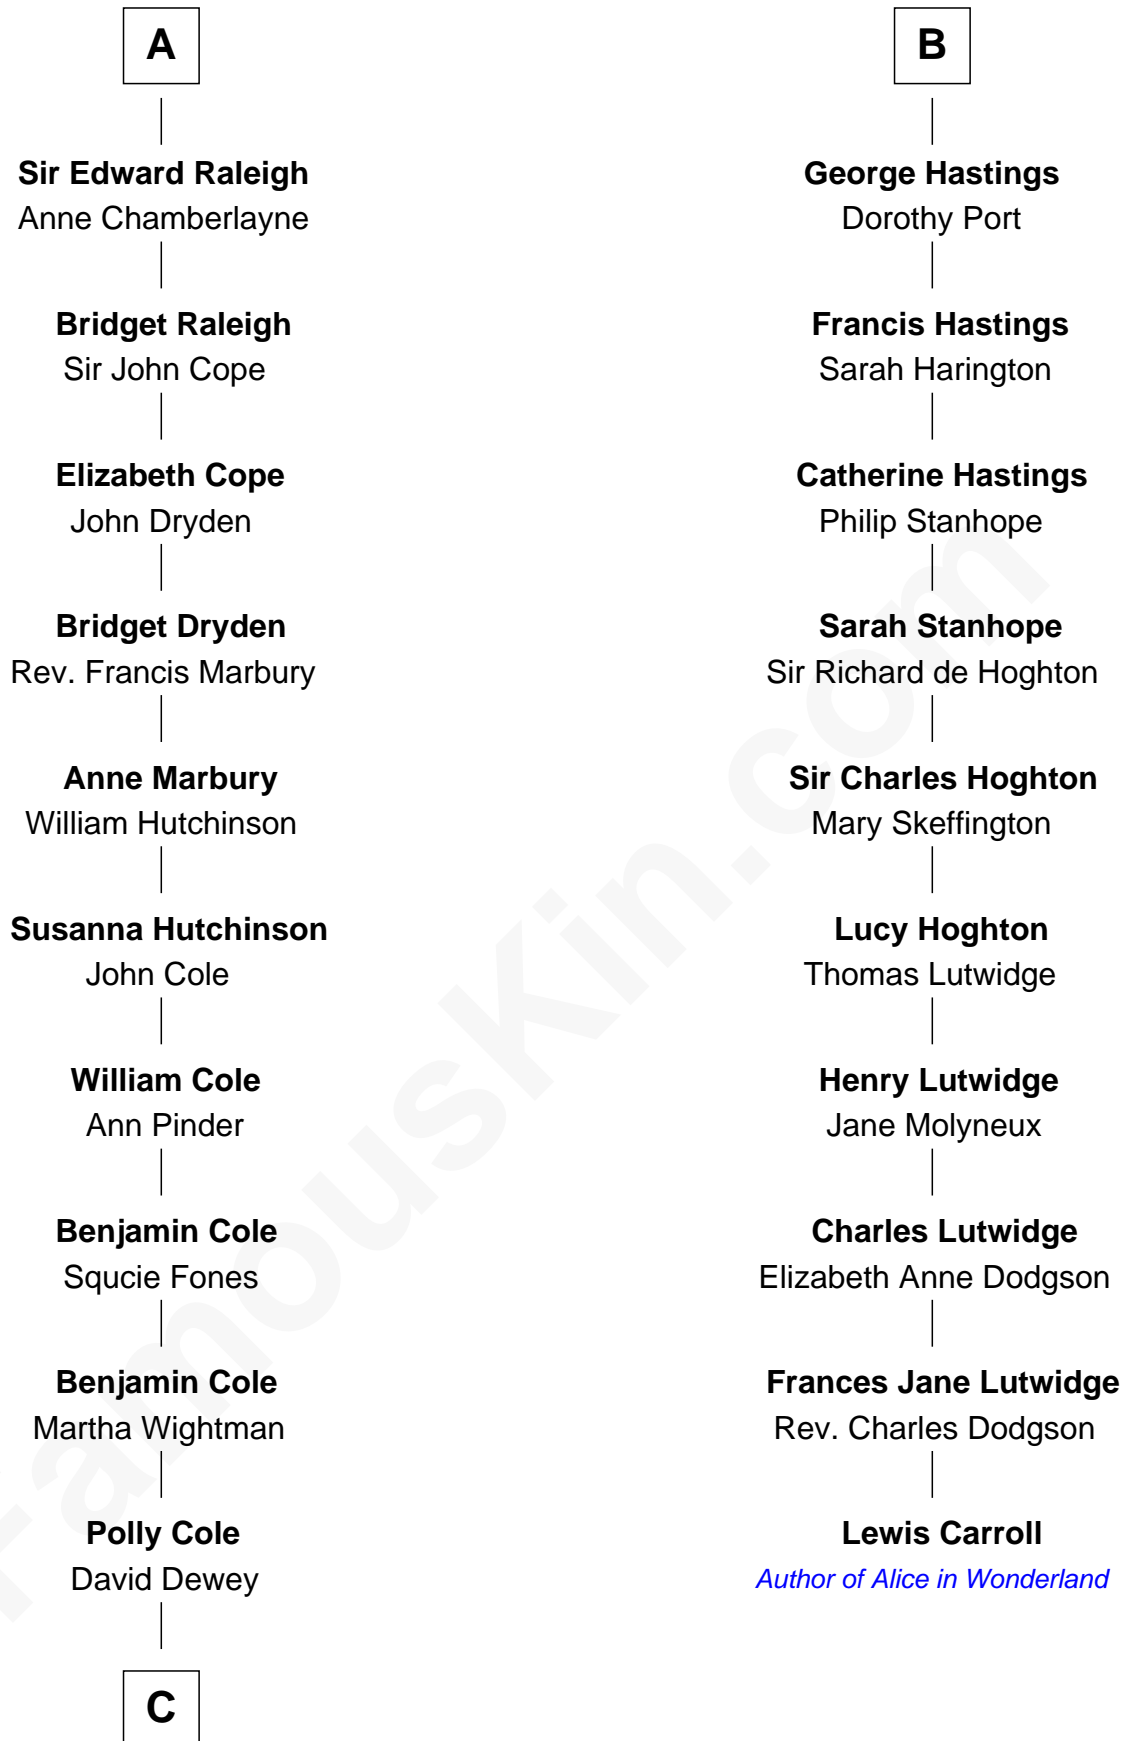 A
Sir Edward Raleigh
Anne Chamberlayne
Bridget Raleigh
Sir John Cope
Elizabeth Cope
John Dryden
Bridget Dryden
Rev. Francis Marbury
Anne Marbury
William Hutchinson
Susanna Hutchinson
John Cole
William Cole
Ann Pinder
Benjamin Cole
Squcie Fones
Benjamin Cole
Martha Wightman
Polly Cole
David Dewey
C
B
George Hastings
Dorothy Port
Francis Hastings
Sarah Harington
Catherine Hastings
Philip Stanhope
Sarah Stanhope
Sir Richard de Hoghton
Sir Charles Hoghton
Mary Skeffington
Lucy Hoghton
Thomas Lutwidge
Henry Lutwidge
Jane Molyneux
Charles Lutwidge
Elizabeth Anne Dodgson
Frances Jane Lutwidge
Rev. Charles Dodgson
Lewis Carroll
Author of Alice in Wonderland
FamousKin.com